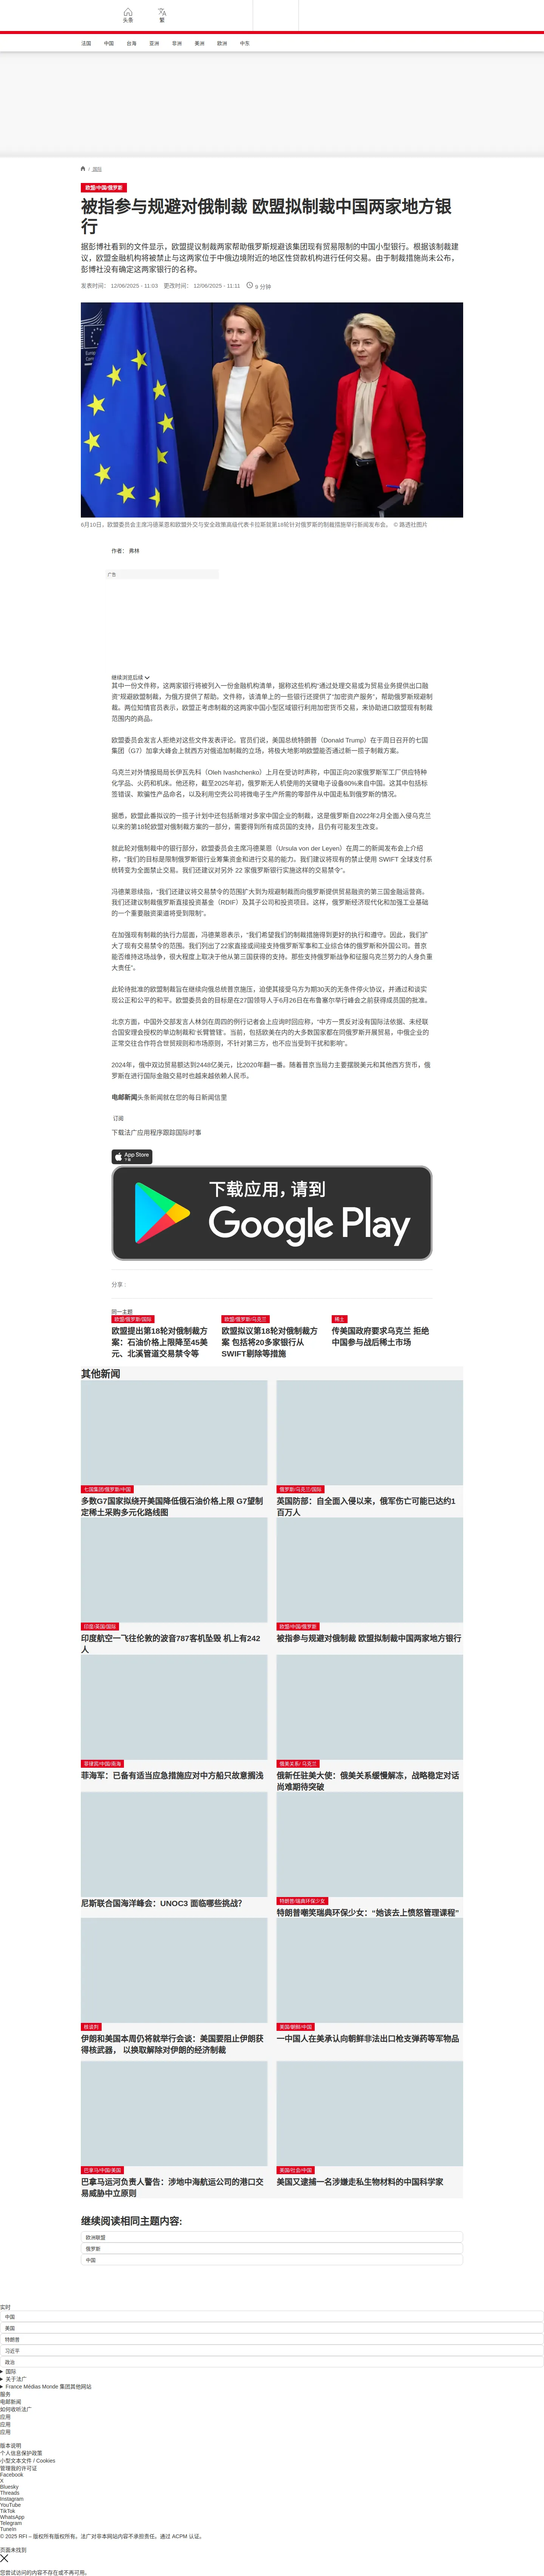 头条
繁
法国 中国 台海 亚洲 非洲 美洲 欧洲 中东
/ 国际
欧盟/中国/俄罗斯
被指参与规避对俄制裁 欧盟拟制裁中国两家地方银
行
据彭博社看到的文件显示，欧盟提议制裁两家帮助俄罗斯规避该集团现有贸易限制的中国小型银行。根据该制裁建
议，欧盟金融机构将被禁止与这两家位于中俄边境附近的地区性贷款机构进行任何交易。由于制裁措施尚未公布，
彭博社没有确定这两家银行的名称。
发表时间： 12/06/2025 - 11:03 更改时间： 12/06/2025 - 11:11 5 分钟
European
Commission
6月10日，欧盟委员会主席冯德莱恩和欧盟外交与安全政策高级代表卡拉斯就第18轮针对俄罗斯的制裁措施举行新闻发布会。 © 路透社图片
作者： 弗林
广告
继续浏览后续
其中一份文件称，这两家银行将被列入一份金融机构清单，据称这些机构“通过处理交易或为贸易业务提供出口融
资”规避欧盟制裁，为俄方提供了帮助。文件称，该清单上的一些银行还提供了“加密资产服务”，帮助俄罗斯规避制
裁。两位知情官员表示，欧盟正考虑制裁的这两家中国小型区域银行利用加密货币交易，来协助进口欧盟现有制裁
范围内的商品。
欧盟委员会发言人拒绝对这些文件发表评论。官员们说，美国总统特朗普（Donald Trump）在于周日召开的七国
集团（G7）加拿大峰会上就西方对俄追加制裁的立场，将极大地影响欧盟能否通过新一揽子制裁方案。
乌克兰对外情报局局长伊瓦先科（Oleh Ivashchenko）上月在受访时声称，中国正向20家俄罗斯军工厂供应特种
化学品、火药和机床。他还称，截至2025年初，俄罗斯无人机使用的关键电子设备80%来自中国。这其中包括标
签错误、欺骗性产品命名，以及利用空壳公司将微电子生产所需的零部件从中国走私到俄罗斯的情况。
据悉，欧盟此番拟议的一揽子计划中还包括新增对多家中国企业的制裁，这是俄罗斯自2022年2月全面入侵乌克兰
以来的第18轮欧盟对俄制裁方案的一部分，需要得到所有成员国的支持，且仍有可能发生改变。
就此轮对俄制裁中的银行部分，欧盟委员会主席冯德莱恩（Ursula von der Leyen）在周二的新闻发布会上介绍
称，“我们的目标是限制俄罗斯银行业筹集资金和进行交易的能力。我们建议将现有的禁止使用 SWIFT 全球支付系
统转变为全面禁止交易。我们还建议对另外 22 家俄罗斯银行实施这样的交易禁令”。
冯德莱恩续指，“我们还建议将交易禁令的范围扩大到为规避制裁而向俄罗斯提供贸易融资的第三国金融运营商。
我们还建议制裁俄罗斯直接投资基金（RDIF）及其子公司和投资项目。这样，俄罗斯经济现代化和加强工业基础
的一个重要融资渠道将受到限制”。
在加强现有制裁的执行力层面，冯德莱恩表示，“我们希望我们的制裁措施得到更好的执行和遵守。因此，我们扩
大了现有交易禁令的范围。我们列出了22家直接或间接支持俄罗斯军事和工业综合体的俄罗斯和外国公司。普京
能否维持这场战争，很大程度上取决于他从第三国获得的支持。那些支持俄罗斯战争和征服乌克兰努力的人身负重
大责任”。
此轮待批准的欧盟制裁旨在继续向俄总统普京施压，迫使其接受乌方为期30天的无条件停火协议，并通过和谈实
现公正和公平的和平。欧盟委员会的目标是在27国领导人于6月26日在布鲁塞尔举行峰会之前获得成员国的批准。
北京方面，中国外交部发言人林剑在周四的例行记者会上应询时回应称，“中方一贯反对没有国际法依据、未经联
合国安理会授权的单边制裁和‘长臂管辖’。当前，包括欧美在内的大多数国家都在同俄罗斯开展贸易，中俄企业的
正常交往合作符合世贸规则和市场原则，不针对第三方，也不应当受到干扰和影响”。
2024年，俄中双边贸易额达到2448亿美元，比2020年翻一番。随着普京当局力主要摆脱美元和其他西方货币，俄
罗斯在进行国际金融交易时也越来越依赖人民币。
电邮新闻头条新闻就在您的每日新闻信里
订阅
下载法广应用程序跟踪国际时事
App Store
下载
下载应用，请到
Google Play
分享 :
同一主题
欧盟/俄罗斯/国际
欧盟提出第18轮对俄制裁方
案：石油价格上限降至45美
元、北溪管道交易禁令等
欧盟/俄罗斯/乌克兰
欧盟拟议第18轮对俄制裁方
案 包括将20多家银行从
SWIFT剔除等措施
稀土
传美国政府要求乌克兰 拒绝
中国参与战后稀土市场
其他新闻
七国集团/俄罗斯/中国
多数G7国家拟绕开美国降低俄石油价格上限 G7望制
定稀土采购多元化路线图
俄罗斯/乌克兰/国际
英国防部：自全面入侵以来，俄军伤亡可能已达约1
百万人
印度/英国/国际
印度航空一飞往伦敦的波音787客机坠毁 机上有242
人
欧盟/中国/俄罗斯
被指参与规避对俄制裁 欧盟拟制裁中国两家地方银行
菲律宾/中国/南海
菲海军：已备有适当应急措施应对中方船只故意搁浅
俄美关系/ 乌克兰
俄新任驻美大使：俄美关系缓慢解冻，战略稳定对话
尚难期待突破
尼斯联合国海洋峰会：UNOC3 面临哪些挑战？
特朗普/瑞典环保少女
特朗普嘲笑瑞典环保少女：“她该去上愤怒管理课程”
核谈判
伊朗和美国本周仍将就举行会谈：美国要阻止伊朗获
得核武器， 以换取解除对伊朗的经济制裁
美国/朝鲜/中国
一中国人在美承认向朝鲜非法出口枪支弹药等军物品
巴拿马/中国/美国
巴拿马运河负责人警告：涉地中海航运公司的港口交
易威胁中立原则
美国/社会/中国
美国又逮捕一名涉嫌走私生物材料的中国科学家
继续阅读相同主题内容:
欧洲联盟
俄罗斯
中国
实时
中国
美国
特朗普
习近平
政治
国际
关于法广
France Médias Monde 集团其他网站
服务
电邮新闻
如何收听法广
应用
应用
应用
版本说明
个人信息保护政策
小型文本文件 / Cookies
管理我的许可证
Facebook
X
Bluesky
Threads
Instagram
YouTube
TikTok
WhatsApp
Telegram
TuneIn
© 2025 RFI – 版权所有版权所有。法广对非本网站内容不承担责任。通过 ACPM 认证。
页面未找到
您尝试访问的内容不存在或不再可用。